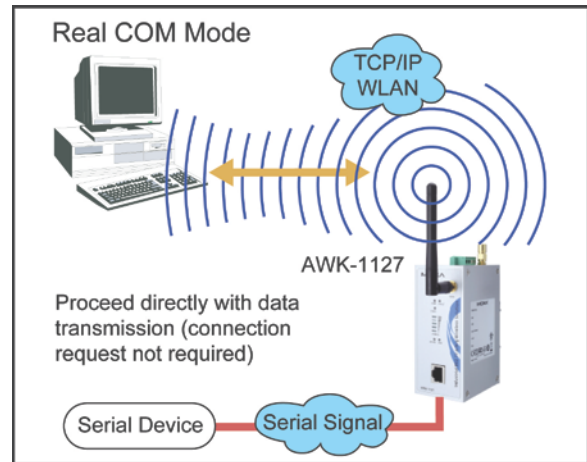 Real COM Mode
TCP/IP
WLAN
AWK-1127
Proceed directly with data
transmission (connection
request not required)
Serial Device
Serial Signal